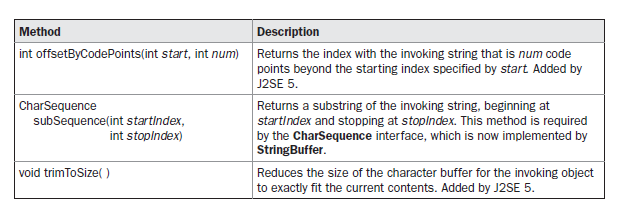 Method Description
int offsetByCodePoints(int start, int num) Returns the index with the invoking string that is num code
points beyond the starting index specified by start. Added by
J2SE 5.
CharSequence Returns a substring of the invoking string, beginning at
subSequence(int startIndex, startIndex and stopping at stopIndex. This method is required
int stopIndex) by the CharSequence interface, which is now implemented by
StringBuffer.
void trimToSize( ) Reduces the size of the character buffer for the invoking object
to exactly fit the current contents. Added by J2SE 5.